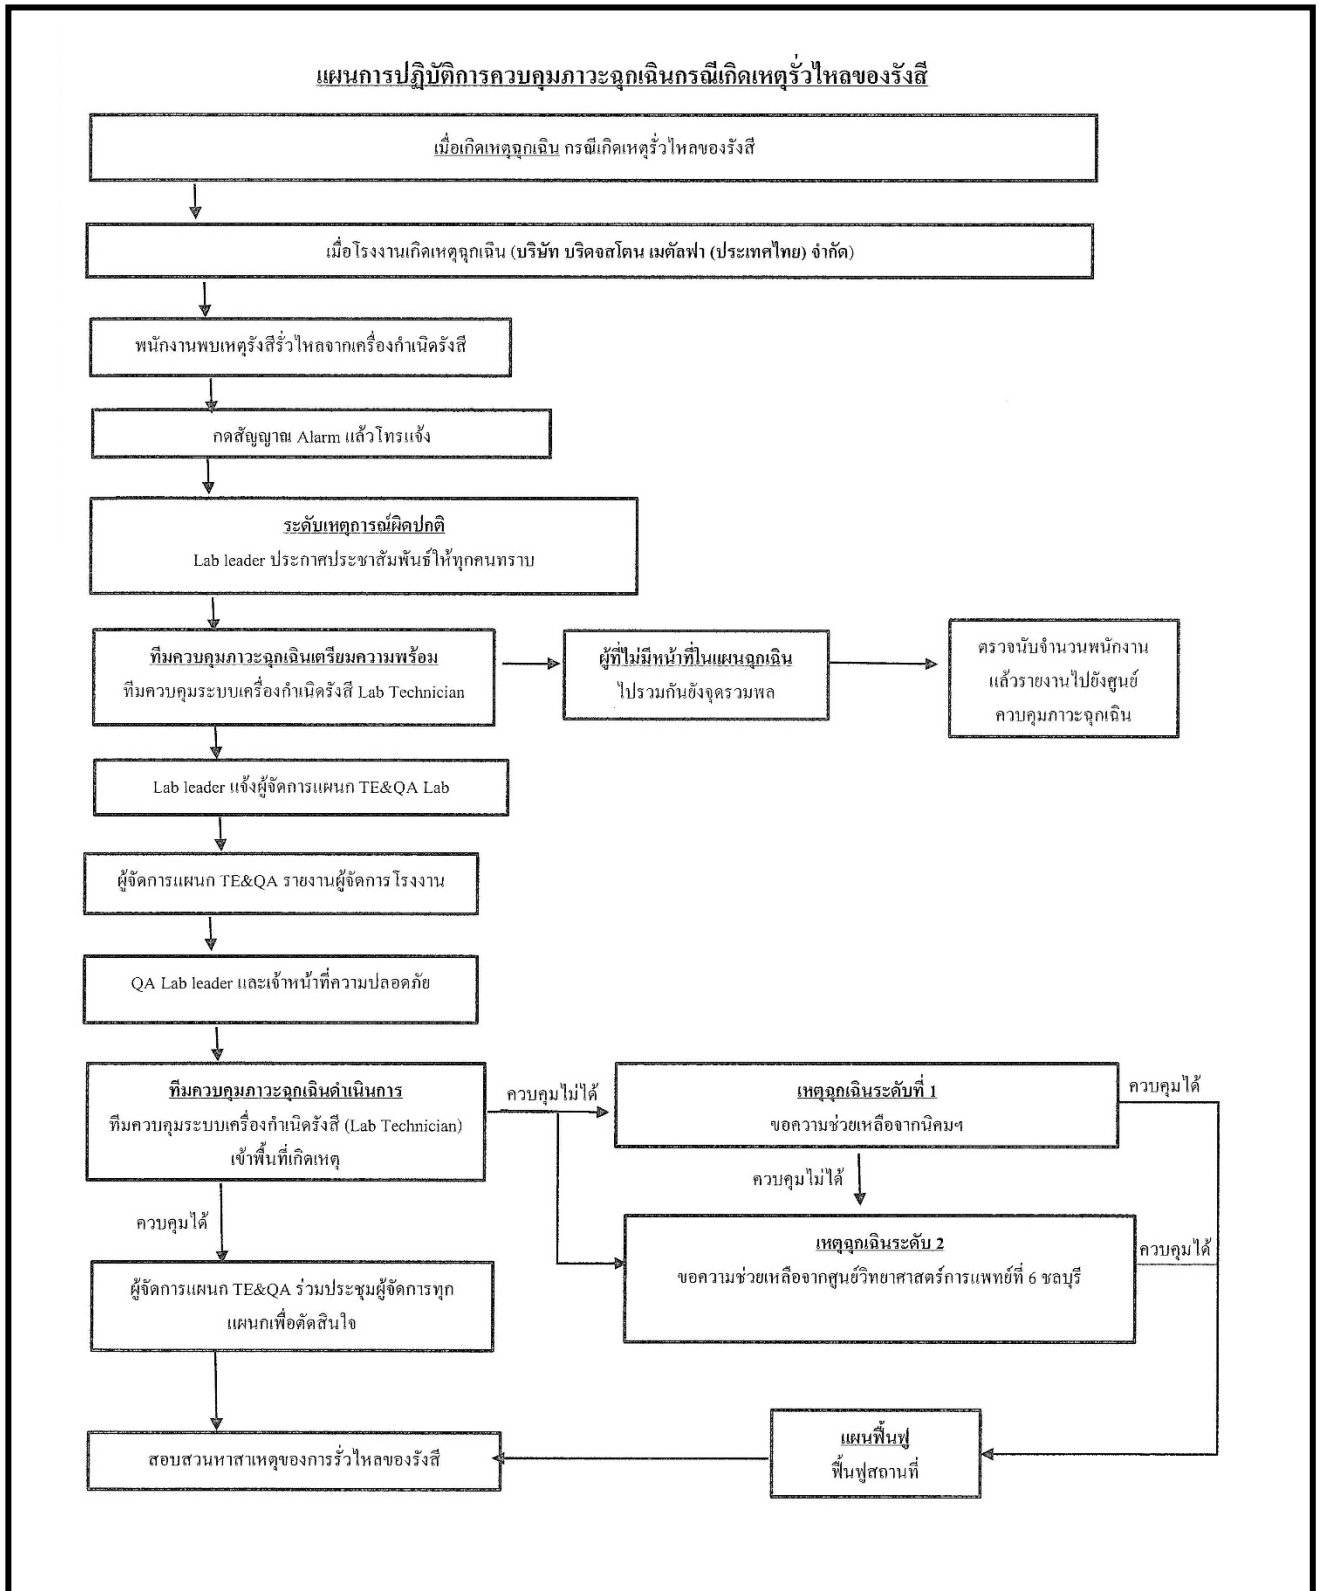 แผนการปฏิบัติการควบคุมภาวะฉุกเฉินกรณีเกิดเหตุรั่วไหลของรังสี
เมื่อเกิดเหตุฉุกเฉิน กรณีเกิดเหตุรั่วไหลของรังสี
เมื่อโรงงานเกิดเหตุฉุกเฉิน (บริษัท บริดจสโตน เมตัลฟา (ประเทศไทย) จำกัด)
พนักงานพบเหตุรังสีรั่วไหลจากเครื่องกำเนิดรังสี
กดสัญญาณ Alarm แล้วโทรแจ้ง
ระดับเหตุการณ์ผิดปกติ
Lab leader ประกาศประชาสัมพันธ์ให้ทุกคนทราบ
ทีมควบคุมภาวะฉุกเฉินเตรียมความพร้อม
ทีมควบคุมระบบเครื่องกำเนิดรังสี Lab Technician
ผู้ที่ไม่มีหน้าที่ในแผนฉุกเฉิน
ไปรวมกันยังจุดรวมพล
ตรวจนับจำนวนพนักงาน
แล้วรายงานไปยังศูนย์
ควบคุมภาวะฉุกเฉิน
Lab leader แจ้งผู้จัดการแผนก TE&QA Lab
ผู้จัดการแผนก TE&QA รายงานผู้จัดการโรงงาน
QA Lab leader และเจ้าหน้าที่ความปลอดภัย
ทีมควบคุมภาวะฉุกเฉินดำเนินการ
ทีมควบคุมระบบเครื่องกำเนิดรังสี (Lab Technician)
เข้าพื้นที่เกิดเหตุ
ควบคุมไม่ได้
เหตุฉุกเฉินระดับที่ 1
ขอความช่วยเหลือจากนิคมฯ
ควบคุมได้
ควบคุมไม่ได้
ควบคุมได้
เหตุฉุกเฉินระดับ 2
ขอความช่วยเหลือจากศูนย์วิทยาศาสตร์การแพทย์ที่ 6 ชลบุรี
ควบคุมได้
ผู้จัดการแผนก TE&QA ร่วมประชุมผู้จัดการทุก
แผนกเพื่อตัดสินใจ
แผนฟื้นฟู
ฟื้นฟูสถานที่
สอบสวนหาสาเหตุของการรั่วไหลของรังสี